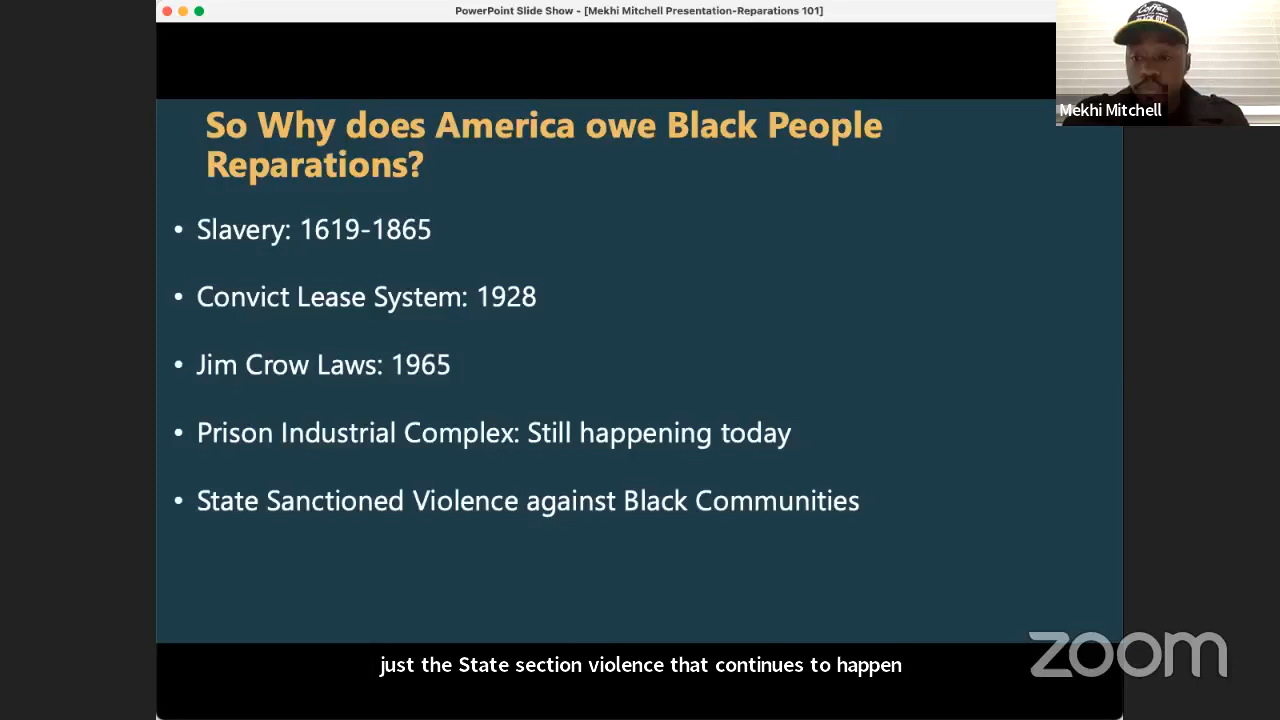 PowerPoint Slide Show - [Mekhi Mitchell Presentation-Reparations 101]
Coffee
Mekhi Mitchell
So Why does America owe Black People
Reparations?
• Slavery: 1619-1865
• Convict Lease System: 1928
• Jim Crow Laws: 1965
• Prison Industrial Complex: Still happening today
• State Sanctioned Violence against Black Communities
just the State section violence that continues to happen
zoom